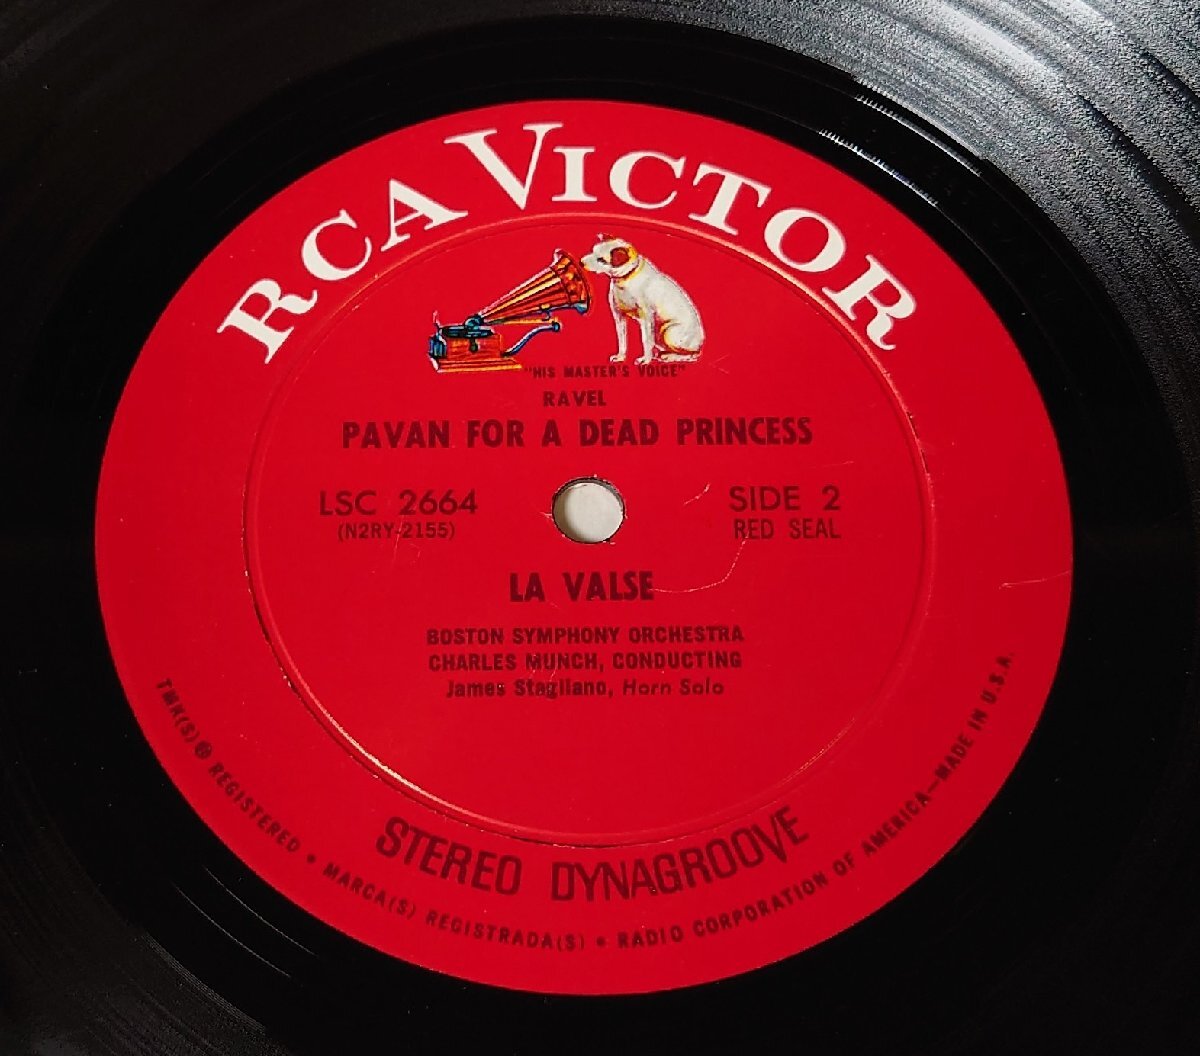 RCA VICTOR
"HIS MASTER'S VOICE"
RAVEL
PAVAN FOR A DEAD PRINCESS
LSC 2664
(N2RY-2155)
SIDE 2
RED SEAL
LA VALSE
BOSTON SYMPHONY ORCHESTRA
CHARLES MUNCH, CONDUCTING
James Stagliano, Horn Solo
STEREO DYNAGROOVE
TMK(S) ® REGISTERED • MARCA(S) REGISTRADA(S) • RADIO CORPORATION OF AMERICA—MADE IN U.S.A.